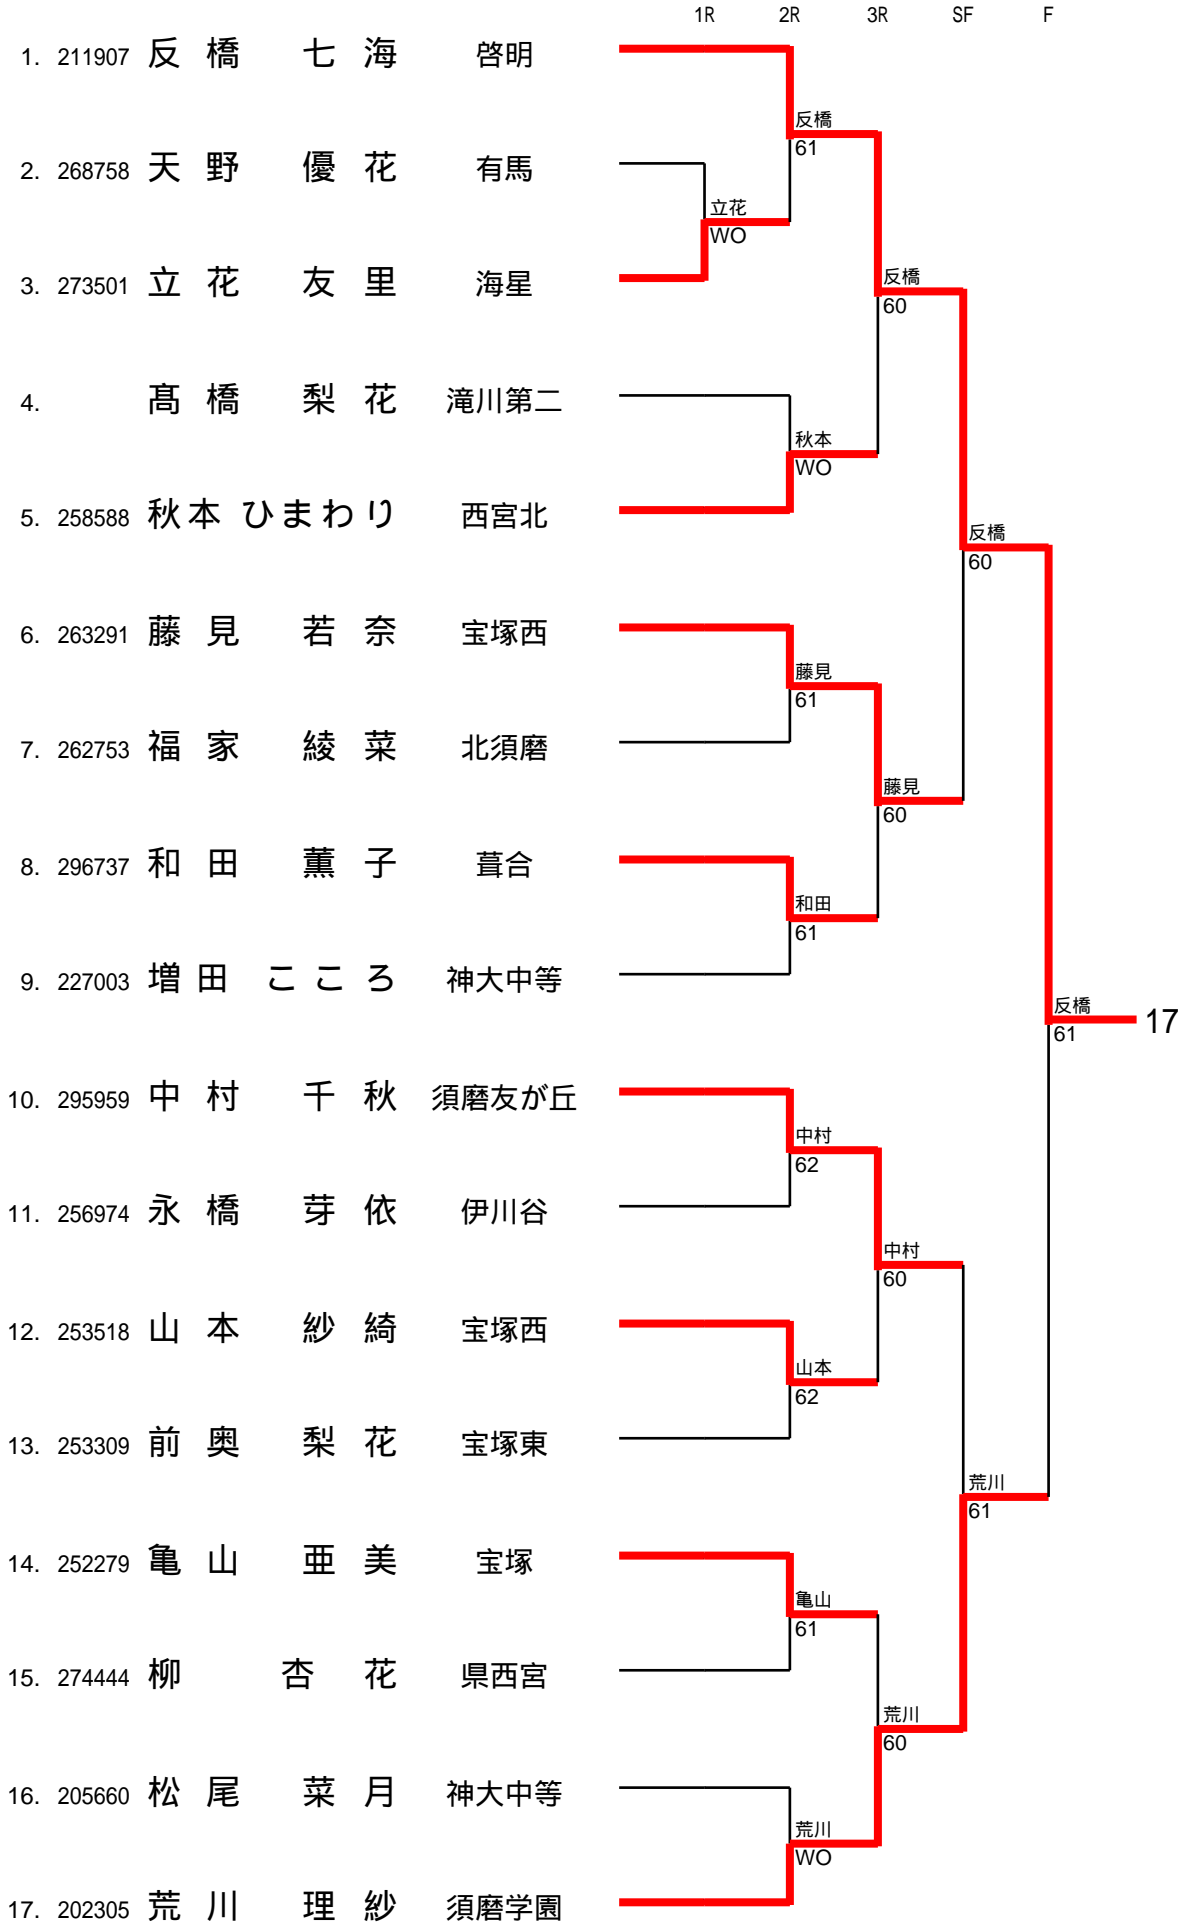 1R 2R 3R SF F
1. 211907 反橋 七海 啓明
反橋
61
2. 268758 天野 優花 有馬
立花
WO
3. 273501 立花 友里 海星
反橋
60
4. 髙橋 梨花 滝川第二
秋本
WO
5. 258588 秋本 ひまわり 西宮北
反橋
60
6. 263291 藤見 若奈 宝塚西
藤見
61
7. 262753 福家 綾菜 北須磨
藤見
60
8. 296737 和田 薫子 葺合
和田
61
9. 227003 増田 こころ 神大中等
反橋
61
17
10. 295959 中村 千秋 須磨友が丘
中村
62
11. 256974 永橋 芽依 伊川谷
中村
60
12. 253518 山本 紗綺 宝塚西
山本
62
13. 253309 前奥 梨花 宝塚東
荒川
61
14. 252279 亀山 亜美 宝塚
亀山
61
15. 274444 柳 杏花 県西宮
荒川
60
16. 205660 松尾 菜月 神大中等
荒川
WO
17. 202305 荒川 理紗 須磨学園